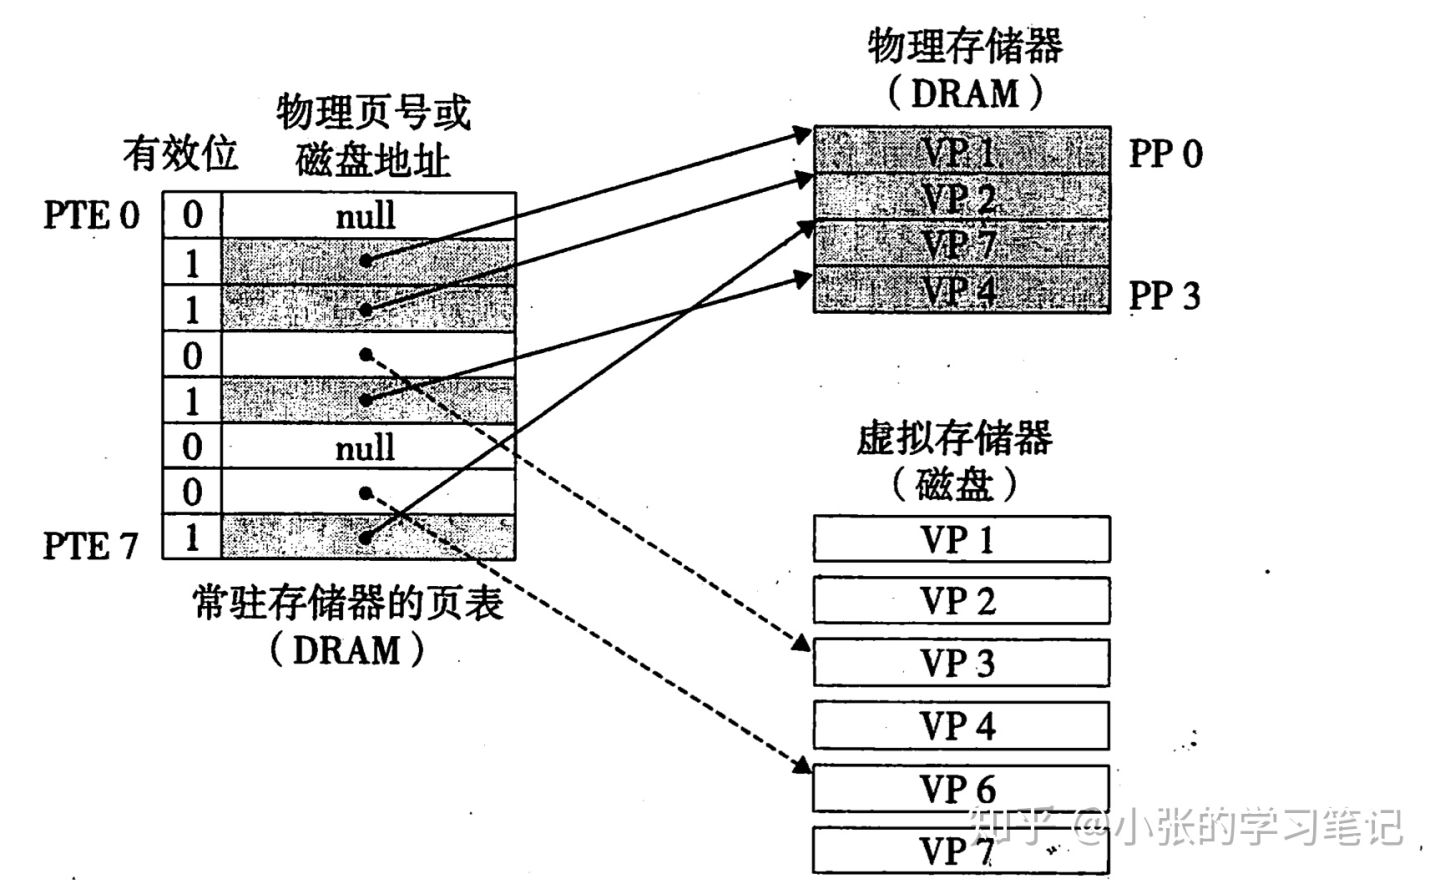 物理存储器
（DRAM）
物理页号或
磁盘地址
有效位
PTE 0
0
null
1
1
0
1
0
null
0
PTE 7
1
常驻存储器的页表
（DRAM）
VP 1
PP 0
VP 2
VP 7
VP 4
PP 3
虚拟存储器
（磁盘）
VP 1
VP 2
VP 3
VP 4
VP 6
VP 7
知乎 @小张的学习笔记